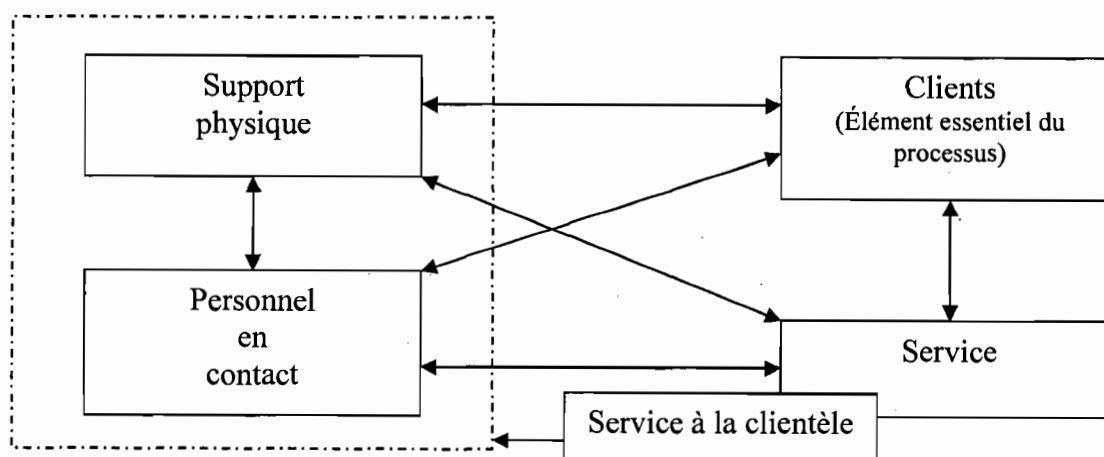 Support
physique
Clients
(Élément essentiel du
processus)
Personnel
en
contact
Service
Service à la clientèle